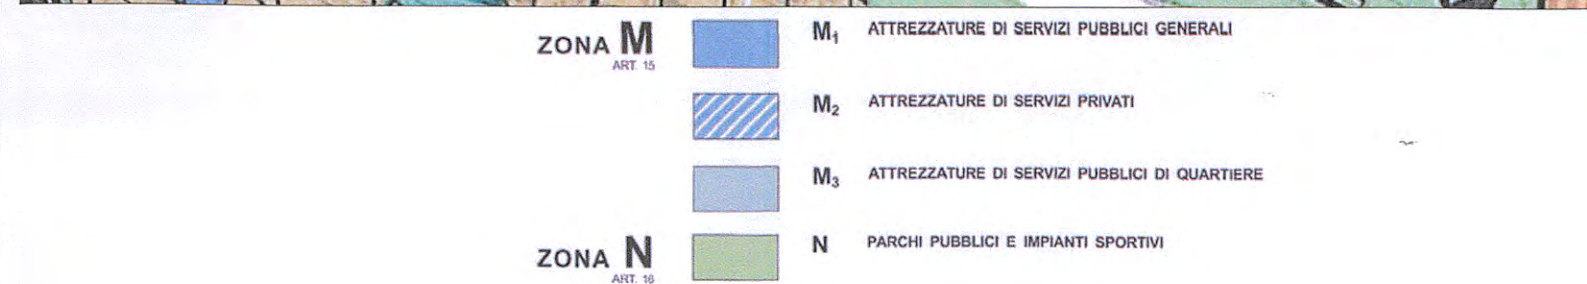 ZONA M
ART. 15
M₁ ATTREZZATURE DI SERVIZI PUBBLICI GENERALI
M₂ ATTREZZATURE DI SERVIZI PRIVATI
M₃ ATTREZZATURE DI SERVIZI PUBBLICI DI QUARTIERE
ZONA N
ART. 16
N PARCHI PUBBLICI E IMPIANTI SPORTIVI